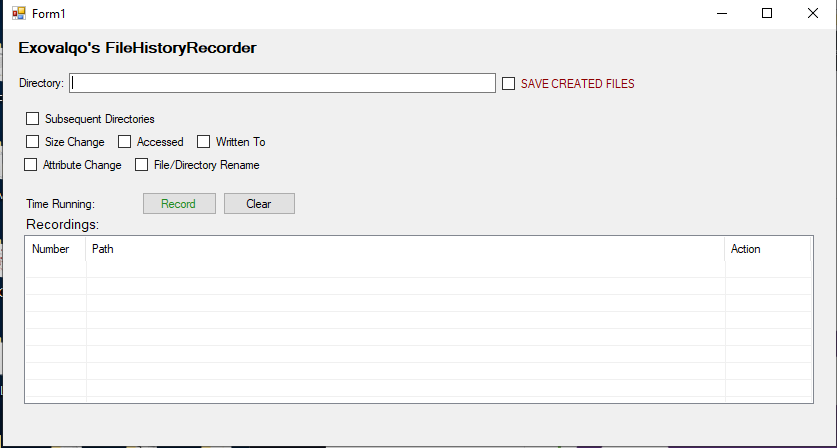 Form1
Exovalqo's FileHistoryRecorder
Directory: SAVE CREATED FILES
Subsequent Directories
Size Change Accessed Written To
Attribute Change File/Directory Rename
Time Running: Record Clear
Recordings:
Number Path Action